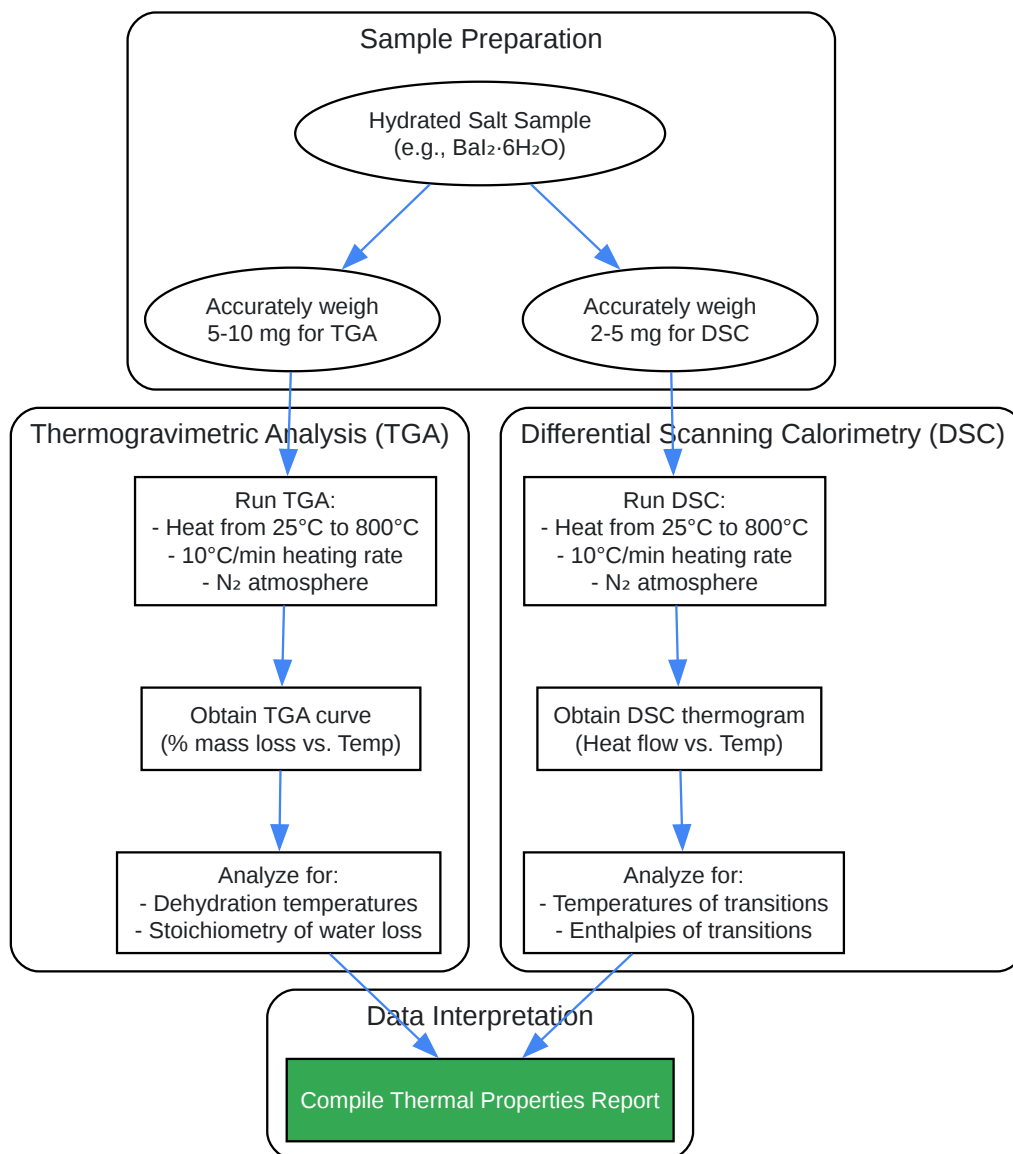 Sample Preparation
Hydrated Salt Sample
(e.g., BaI₂·6H₂O)
Accurately weigh
5-10 mg for TGA
Accurately weigh
2-5 mg for DSC
Thermogravimetric Analysis (TGA)
Run TGA:
- Heat from 25°C to 800°C
- 10°C/min heating rate
- N₂ atmosphere
Obtain TGA curve
(% mass loss vs. Temp)
Analyze for:
- Dehydration temperatures
- Stoichiometry of water loss
Differential Scanning Calorimetry (DSC)
Run DSC:
- Heat from 25°C to 800°C
- 10°C/min heating rate
- N₂ atmosphere
Obtain DSC thermogram
(Heat flow vs. Temp)
Analyze for:
- Temperatures of transitions
- Enthalpies of transitions
Data Interpretation
Compile Thermal Properties Report